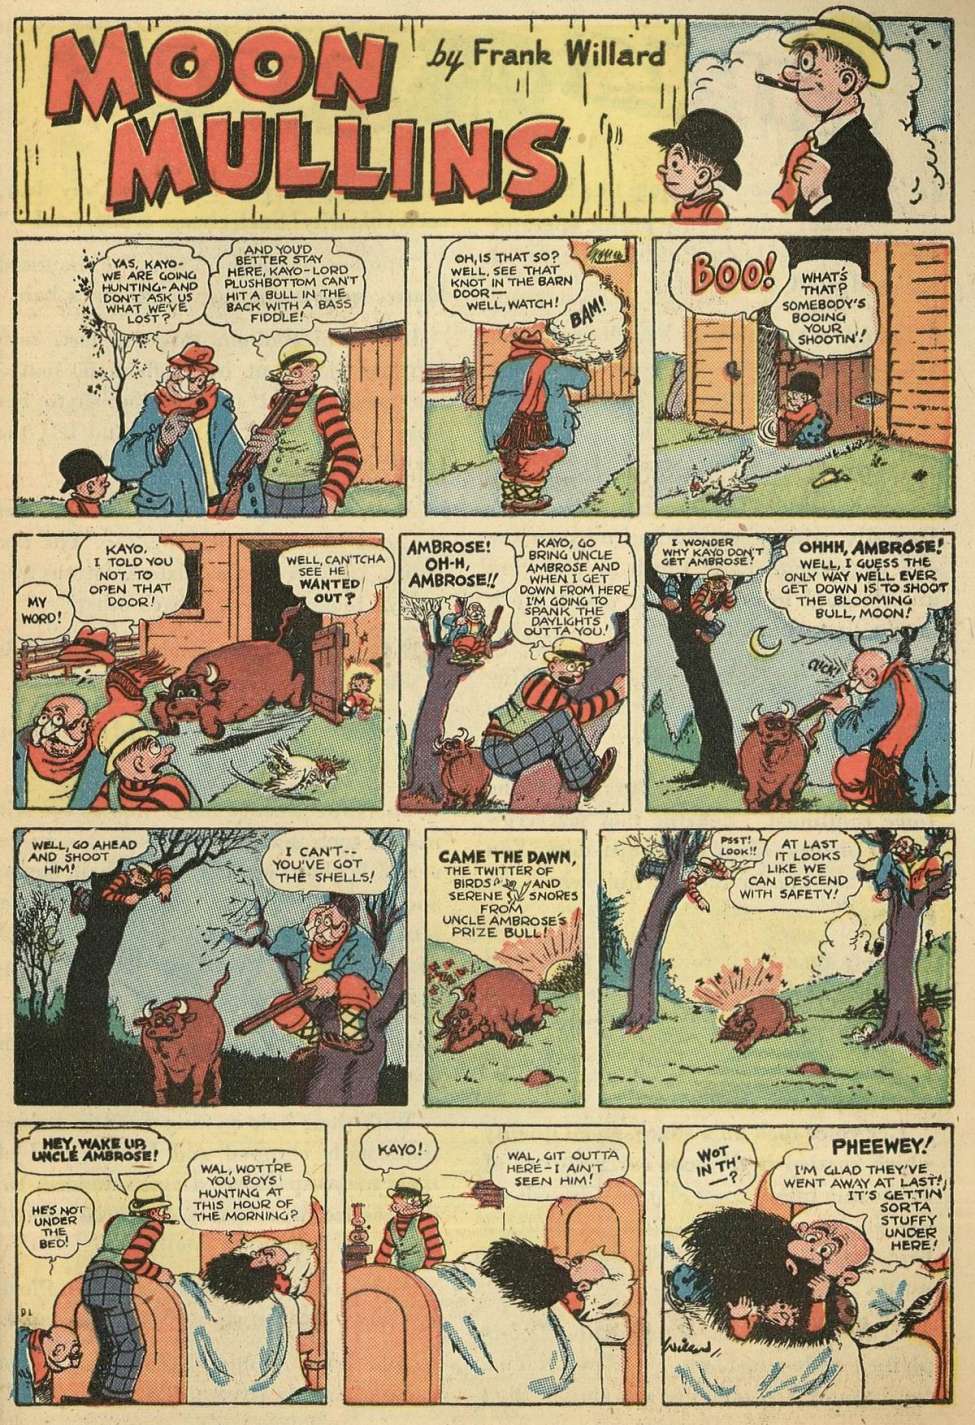 MOON
MULLINS
by Frank Willard
YAS, KAYO-
WE ARE GOING
HUNTING-AND
DON'T ASK US
WHAT WE'VE
LOST?
AND YOU'D
BETTER STAY
HERE, KAYO-LORD
PLUSHBOTTOM CAN'T
HIT A BULL IN THE
BACK WITH A BASS
FIDDLE!
OH, IS THAT SO?
WELL, SEE THAT
KNOT IN THE BARN
DOOR-
WELL, WATCH!
BAM!
BOO!
WHAT'S
THAT?
SOMEBODY'S
BOOING
YOUR
SHOOTIN'!
MY
WORD!
KAYO,
I TOLD YOU
NOT TO
OPEN THAT
DOOR!
WELL, CAN'TCHA
SEE HE
WANTED
OUT?
AMBROSE!
OH-H,
AMBROSE!!
KAYO, GO
BRING UNCLE
AMBROSE AND
WHEN I GET
DOWN FROM HERE
I'M GOING TO
SPANK THE
DAYLIGHTS
OUTTA YOU!
I WONDER
WHY KAYO DON'T
GET AMBROSE?
OHHH, AMBROSE!
WELL, I GUESS THE
ONLY WAY WE'LL EVER
GET DOWN IS TO SHOOT
THE BLOOMING
BULL, MOON!
CLICK!
WELL, GO AHEAD
AND SHOOT
HIM!
I CAN'T--
YOU'VE GOT
THE SHELLS!
CAME THE DAWN,
THE TWITTER OF
BIRDS AND
SERENE SNORES
FROM
UNCLE AMBROSE'S
PRIZE BULL!
PSST!
LOOK!!
AT LAST
IT LOOKS
LIKE WE
CAN DESCEND
WITH SAFETY!
HEY, WAKE UP,
UNCLE AMBROSE!
HE'S NOT
UNDER
THE
BED!
WAL, WOTT'RE
YOU BOYS
HUNTING AT
THIS HOUR OF
THE MORNING?
KAYO!
WAL, GIT OUTTA
HERE-I AIN'T
SEEN HIM!
WOT
IN TH'
—?
PHEEWEY!
I'M GLAD THEY'VE
WENT AWAY AT LAST!
IT'S GETTIN'
SORTA
STUFFY
UNDER
HERE!
Willard